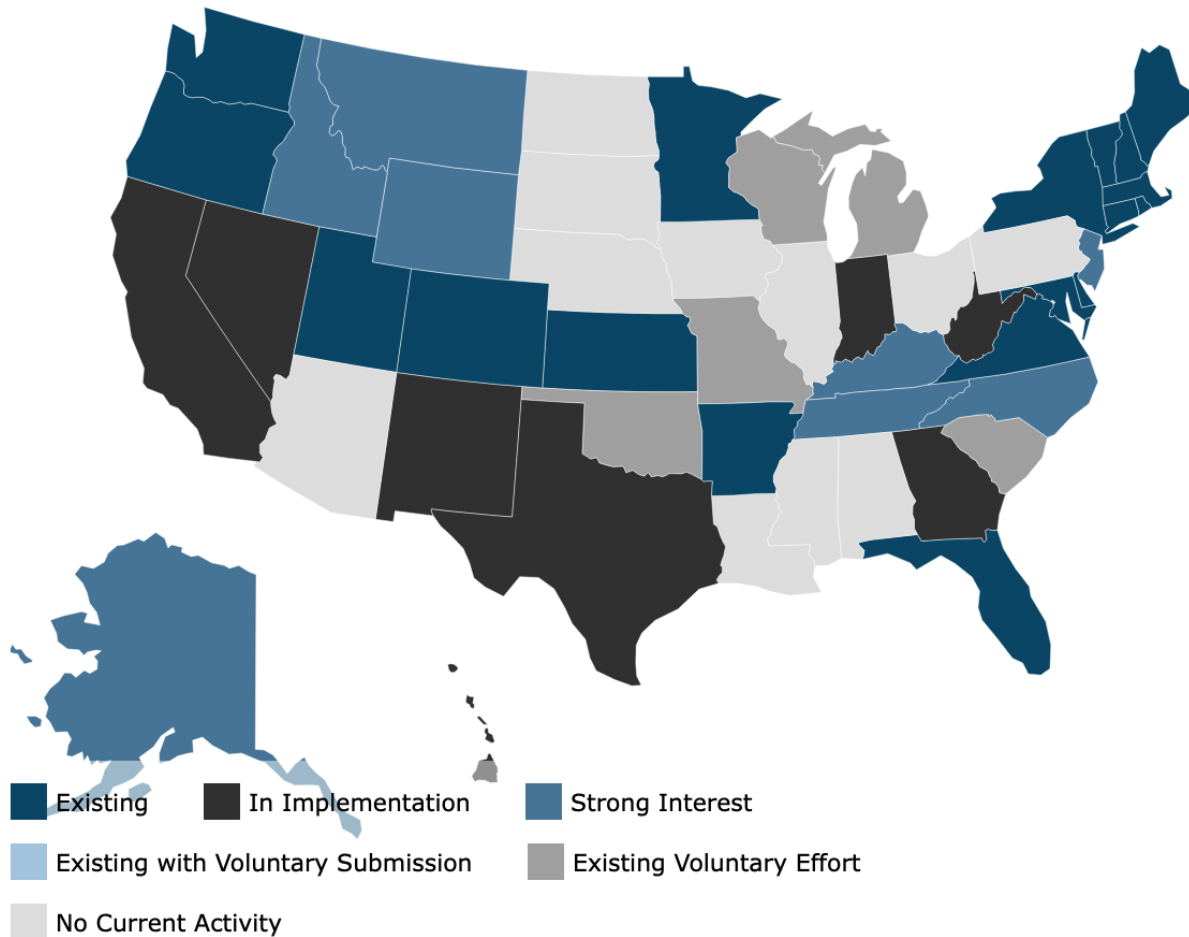 Existing In Implementation Strong Interest
Existing with Voluntary Submission Existing Voluntary Effort
No Current Activity